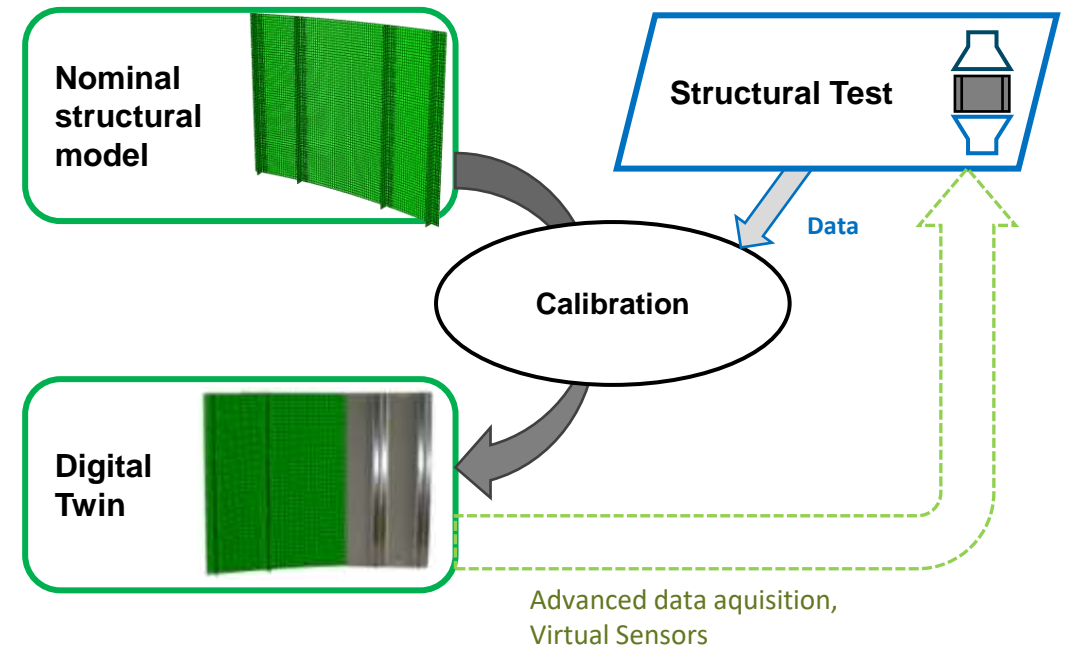 Nominal
structural
model
Structural Test
Data
Calibration
Digital
Twin
Advanced data aquisition,
Virtual Sensors